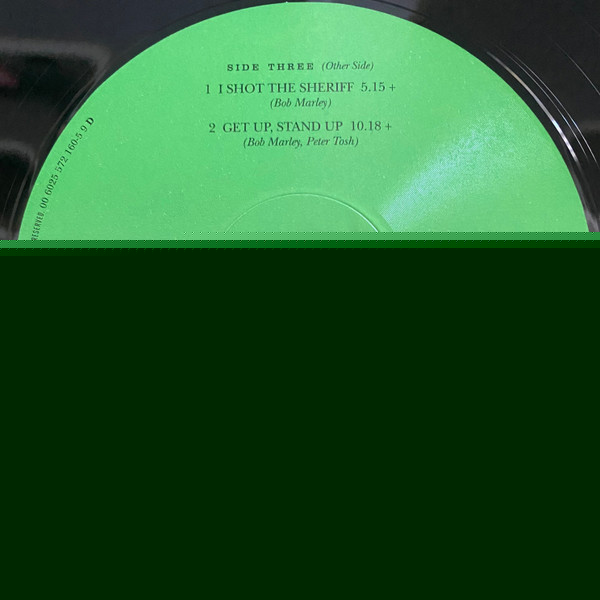 SIDE THREE (Other Side)
1 I SHOT THE SHERIFF 5.15 +
(Bob Marley)
2 GET UP, STAND UP 10.18 +
(Bob Marley, Peter Tosh)
RESERVED. 00 6025 572 160-5 9 D